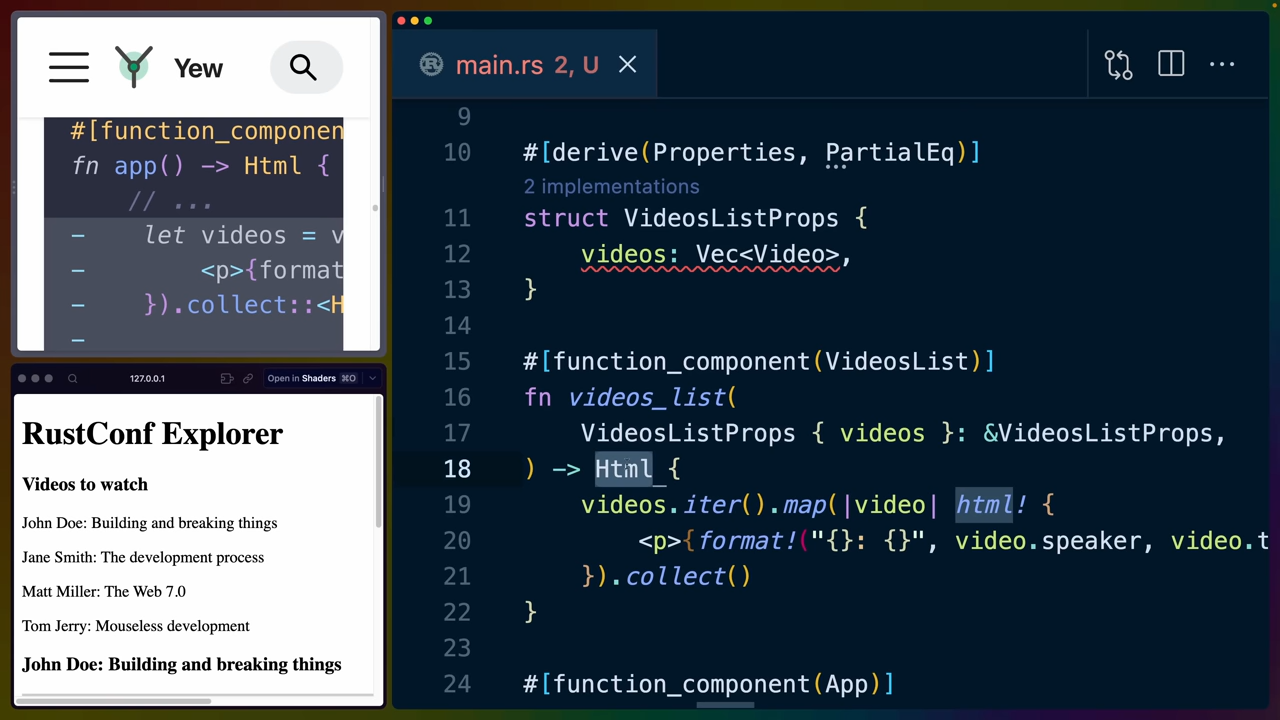 Yew
#[function_componen
fn app() -> Html {
// ...
- let videos = v
- <p>{format
- }).collect::<H
-
127.0.0.1
Open in Shaders ⌘O
RustConf Explorer
Videos to watch
John Doe: Building and breaking things
Jane Smith: The development process
Matt Miller: The Web 7.0
Tom Jerry: Mouseless development
John Doe: Building and breaking things
main.rs 2, U
9
10 #[derive(Properties, PartialEq)]
2 implementations
11 struct VideosListProps {
12 videos: Vec<Video>,
13 }
14
15 #[function_component(VideosList)]
16 fn videos_list(
17 VideosListProps { videos }: &VideosListProps,
18 ) -> Html {
19 videos.iter().map(|video| html! {
20 <p>{format!("{}: {}", video.speaker, video.t
21 }).collect()
22 }
23
24 #[function_component(App)]